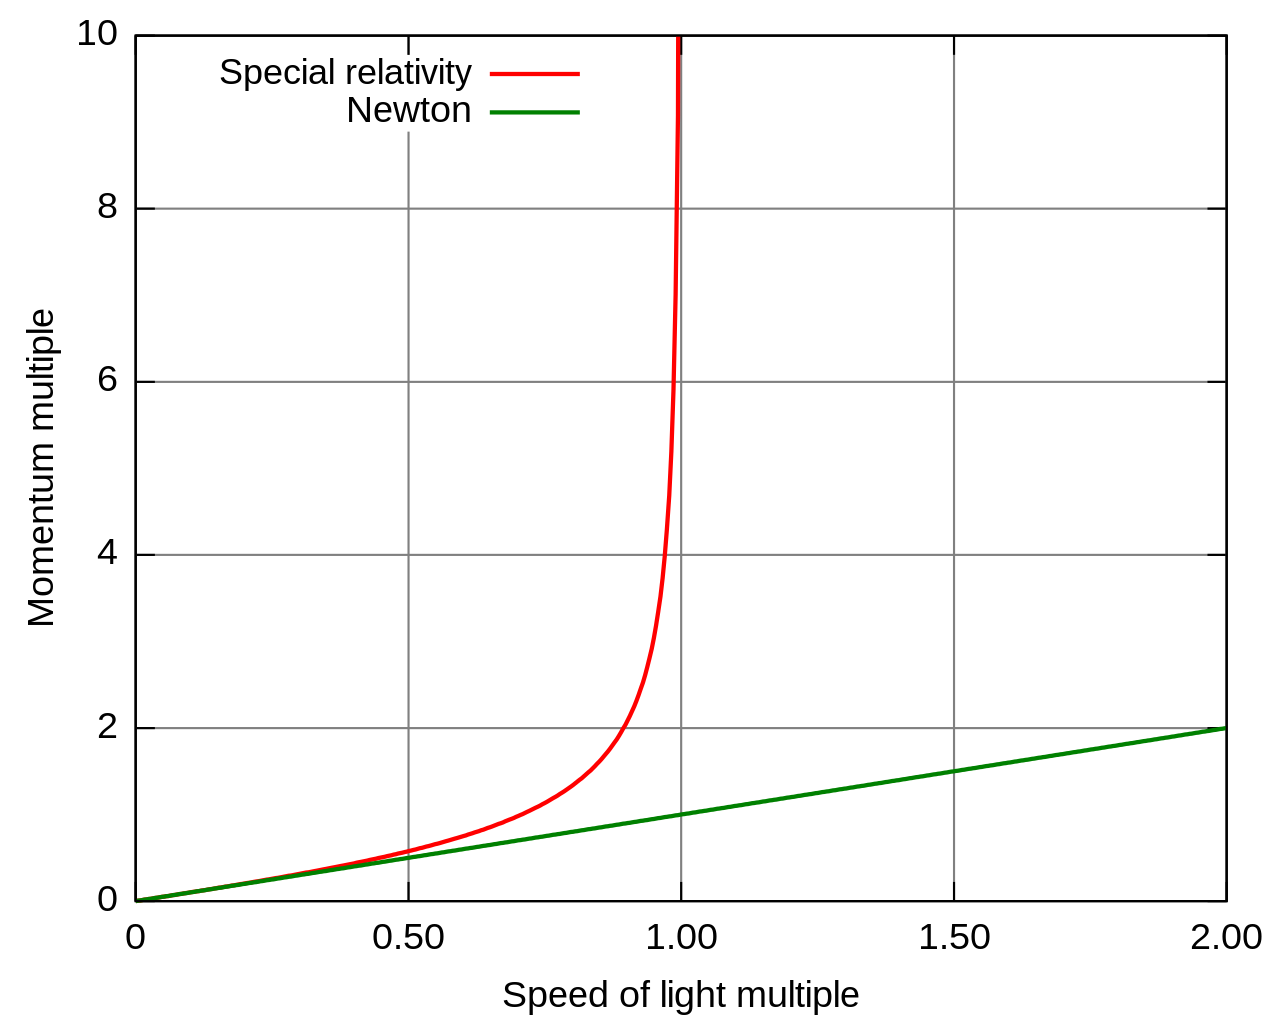 10
Special relativity
Newton
8
6
Momentum multiple
4
2
0
0 0.50 1.00 1.50 2.00
Speed of light multiple